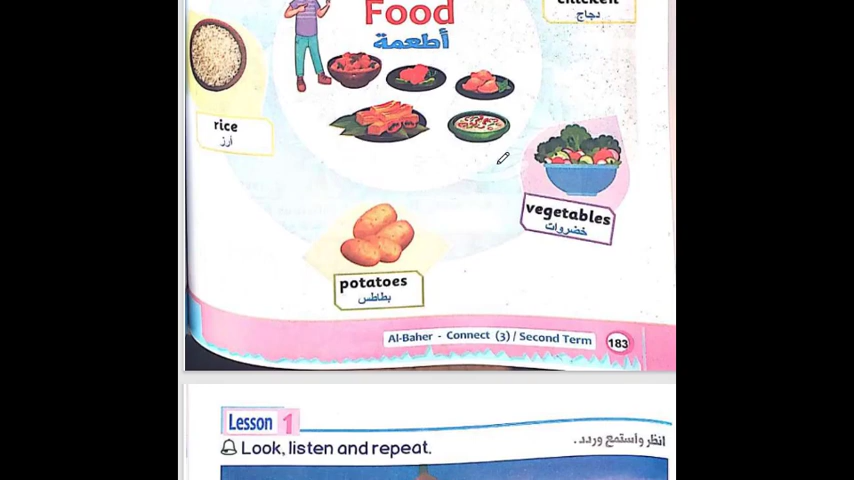 chicken
دجاج
Food
أطعمة
rice
أرز
vegetables
خضروات
potatoes
بطاطس
Al-Baher - Connect (3) / Second Term 183
Lesson 1
Look, listen and repeat.
انظر واستمع وردد.